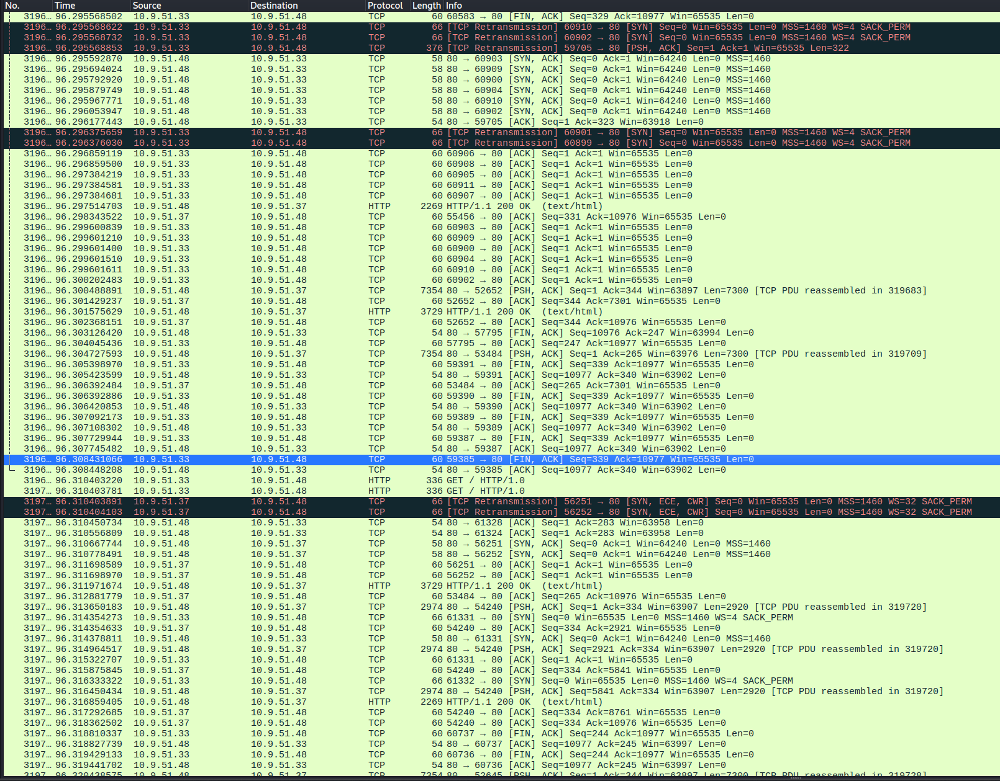 No. Time Source Destination Protocol Length Info
3196… 96.295568502 10.9.51.33 10.9.51.48 TCP 60 60583 → 80 [FIN, ACK] Seq=329 Ack=10977 Win=65535 Len=0
3196… 96.295568622 10.9.51.33 10.9.51.48 TCP 66 [TCP Retransmission] 60910 → 80 [SYN] Seq=0 Win=65535 Len=0 MSS=1460 WS=4 SACK_PERM
3196… 96.295568732 10.9.51.33 10.9.51.48 TCP 66 [TCP Retransmission] 60902 → 80 [SYN] Seq=0 Win=65535 Len=0 MSS=1460 WS=4 SACK_PERM
3196… 96.295568853 10.9.51.33 10.9.51.48 TCP 376 [TCP Retransmission] 59705 → 80 [PSH, ACK] Seq=1 Ack=1 Win=65535 Len=322
3196… 96.295592870 10.9.51.48 10.9.51.33 TCP 58 80 → 60903 [SYN, ACK] Seq=0 Ack=1 Win=64240 Len=0 MSS=1460
3196… 96.295694024 10.9.51.48 10.9.51.33 TCP 58 80 → 60909 [SYN, ACK] Seq=0 Ack=1 Win=64240 Len=0 MSS=1460
3196… 96.295792920 10.9.51.48 10.9.51.33 TCP 58 80 → 60900 [SYN, ACK] Seq=0 Ack=1 Win=64240 Len=0 MSS=1460
3196… 96.295879749 10.9.51.48 10.9.51.33 TCP 58 80 → 60904 [SYN, ACK] Seq=0 Ack=1 Win=64240 Len=0 MSS=1460
3196… 96.295967771 10.9.51.48 10.9.51.33 TCP 58 80 → 60910 [SYN, ACK] Seq=0 Ack=1 Win=64240 Len=0 MSS=1460
3196… 96.296053947 10.9.51.48 10.9.51.33 TCP 58 80 → 60902 [SYN, ACK] Seq=0 Ack=1 Win=64240 Len=0 MSS=1460
3196… 96.296177443 10.9.51.48 10.9.51.33 TCP 54 80 → 59705 [ACK] Seq=1 Ack=323 Win=63918 Len=0
3196… 96.296375659 10.9.51.33 10.9.51.48 TCP 66 [TCP Retransmission] 60901 → 80 [SYN] Seq=0 Win=65535 Len=0 MSS=1460 WS=4 SACK_PERM
3196… 96.296376030 10.9.51.33 10.9.51.48 TCP 66 [TCP Retransmission] 60899 → 80 [SYN] Seq=0 Win=65535 Len=0 MSS=1460 WS=4 SACK_PERM
3196… 96.296859119 10.9.51.33 10.9.51.48 TCP 60 60906 → 80 [ACK] Seq=1 Ack=1 Win=65535 Len=0
3196… 96.296859500 10.9.51.33 10.9.51.48 TCP 60 60908 → 80 [ACK] Seq=1 Ack=1 Win=65535 Len=0
3196… 96.297384219 10.9.51.33 10.9.51.48 TCP 60 60905 → 80 [ACK] Seq=1 Ack=1 Win=65535 Len=0
3196… 96.297384581 10.9.51.33 10.9.51.48 TCP 60 60911 → 80 [ACK] Seq=1 Ack=1 Win=65535 Len=0
3196… 96.297384681 10.9.51.33 10.9.51.48 TCP 60 60907 → 80 [ACK] Seq=1 Ack=1 Win=65535 Len=0
3196… 96.297514703 10.9.51.48 10.9.51.37 HTTP 2269 HTTP/1.1 200 OK (text/html)
3196… 96.298343522 10.9.51.37 10.9.51.48 TCP 60 55456 → 80 [ACK] Seq=331 Ack=10976 Win=65535 Len=0
3196… 96.299600839 10.9.51.33 10.9.51.48 TCP 60 60903 → 80 [ACK] Seq=1 Ack=1 Win=65535 Len=0
3196… 96.299601210 10.9.51.33 10.9.51.48 TCP 60 60909 → 80 [ACK] Seq=1 Ack=1 Win=65535 Len=0
3196… 96.299601400 10.9.51.33 10.9.51.48 TCP 60 60900 → 80 [ACK] Seq=1 Ack=1 Win=65535 Len=0
3196… 96.299601510 10.9.51.33 10.9.51.48 TCP 60 60904 → 80 [ACK] Seq=1 Ack=1 Win=65535 Len=0
3196… 96.299601611 10.9.51.33 10.9.51.48 TCP 60 60910 → 80 [ACK] Seq=1 Ack=1 Win=65535 Len=0
3196… 96.300202483 10.9.51.33 10.9.51.48 TCP 60 60902 → 80 [ACK] Seq=1 Ack=1 Win=65535 Len=0
3196… 96.300488891 10.9.51.48 10.9.51.37 TCP 7354 80 → 52652 [PSH, ACK] Seq=1 Ack=344 Win=63897 Len=7300 [TCP PDU reassembled in 319683]
3196… 96.301429237 10.9.51.37 10.9.51.48 TCP 60 52652 → 80 [ACK] Seq=344 Ack=7301 Win=65535 Len=0
3196… 96.301575629 10.9.51.48 10.9.51.37 HTTP 3729 HTTP/1.1 200 OK (text/html)
3196… 96.302368151 10.9.51.37 10.9.51.48 TCP 60 52652 → 80 [ACK] Seq=344 Ack=10976 Win=65535 Len=0
3196… 96.303126420 10.9.51.48 10.9.51.33 TCP 54 80 → 57795 [FIN, ACK] Seq=10976 Ack=247 Win=63994 Len=0
3196… 96.304045436 10.9.51.33 10.9.51.48 TCP 60 57795 → 80 [ACK] Seq=247 Ack=10977 Win=65535 Len=0
3196… 96.304727593 10.9.51.48 10.9.51.37 TCP 7354 80 → 53484 [PSH, ACK] Seq=1 Ack=265 Win=63976 Len=7300 [TCP PDU reassembled in 319709]
3196… 96.305398970 10.9.51.33 10.9.51.48 TCP 60 59391 → 80 [FIN, ACK] Seq=339 Ack=10977 Win=65535 Len=0
3196… 96.305423599 10.9.51.48 10.9.51.33 TCP 54 80 → 59391 [ACK] Seq=10977 Ack=340 Win=63902 Len=0
3196… 96.306392484 10.9.51.37 10.9.51.48 TCP 60 53484 → 80 [ACK] Seq=265 Ack=7301 Win=65535 Len=0
3196… 96.306392886 10.9.51.33 10.9.51.48 TCP 60 59390 → 80 [FIN, ACK] Seq=339 Ack=10977 Win=65535 Len=0
3196… 96.306420853 10.9.51.48 10.9.51.33 TCP 54 80 → 59390 [ACK] Seq=10977 Ack=340 Win=63902 Len=0
3196… 96.307092173 10.9.51.33 10.9.51.48 TCP 60 59389 → 80 [FIN, ACK] Seq=339 Ack=10977 Win=65535 Len=0
3196… 96.307108302 10.9.51.48 10.9.51.33 TCP 54 80 → 59389 [ACK] Seq=10977 Ack=340 Win=63902 Len=0
3196… 96.307729944 10.9.51.33 10.9.51.48 TCP 60 59387 → 80 [FIN, ACK] Seq=339 Ack=10977 Win=65535 Len=0
3196… 96.307745482 10.9.51.48 10.9.51.33 TCP 54 80 → 59387 [ACK] Seq=10977 Ack=340 Win=63902 Len=0
3196… 96.308431066 10.9.51.33 10.9.51.48 TCP 60 59385 → 80 [FIN, ACK] Seq=339 Ack=10977 Win=65535 Len=0
3196… 96.308448208 10.9.51.48 10.9.51.33 TCP 54 80 → 59385 [ACK] Seq=10977 Ack=340 Win=63902 Len=0
3196… 96.310403220 10.9.51.33 10.9.51.48 HTTP 336 GET / HTTP/1.0
3197… 96.310403781 10.9.51.33 10.9.51.48 HTTP 336 GET / HTTP/1.0
3197… 96.310403891 10.9.51.37 10.9.51.48 TCP 66 [TCP Retransmission] 56251 → 80 [SYN, ECE, CWR] Seq=0 Win=65535 Len=0 MSS=1460 WS=32 SACK_PERM
3197… 96.310404103 10.9.51.37 10.9.51.48 TCP 66 [TCP Retransmission] 56252 → 80 [SYN, ECE, CWR] Seq=0 Win=65535 Len=0 MSS=1460 WS=32 SACK_PERM
3197… 96.310450734 10.9.51.48 10.9.51.33 TCP 54 80 → 61328 [ACK] Seq=1 Ack=283 Win=63958 Len=0
3197… 96.310556809 10.9.51.48 10.9.51.33 TCP 54 80 → 61324 [ACK] Seq=1 Ack=283 Win=63958 Len=0
3197… 96.310667744 10.9.51.48 10.9.51.37 TCP 58 80 → 56251 [SYN, ACK] Seq=0 Ack=1 Win=64240 Len=0 MSS=1460
3197… 96.310778491 10.9.51.48 10.9.51.37 TCP 58 80 → 56252 [SYN, ACK] Seq=0 Ack=1 Win=64240 Len=0 MSS=1460
3197… 96.311698589 10.9.51.37 10.9.51.48 TCP 60 56251 → 80 [ACK] Seq=1 Ack=1 Win=65535 Len=0
3197… 96.311698970 10.9.51.37 10.9.51.48 TCP 60 56252 → 80 [ACK] Seq=1 Ack=1 Win=65535 Len=0
3197… 96.311971674 10.9.51.48 10.9.51.37 HTTP 3729 HTTP/1.1 200 OK (text/html)
3197… 96.312881779 10.9.51.37 10.9.51.48 TCP 60 53484 → 80 [ACK] Seq=265 Ack=10976 Win=65535 Len=0
3197… 96.313650183 10.9.51.48 10.9.51.37 TCP 2974 80 → 54240 [PSH, ACK] Seq=1 Ack=334 Win=63907 Len=2920 [TCP PDU reassembled in 319720]
3197… 96.314354273 10.9.51.33 10.9.51.48 TCP 66 61331 → 80 [SYN] Seq=0 Win=65535 Len=0 MSS=1460 WS=4 SACK_PERM
3197… 96.314354633 10.9.51.37 10.9.51.48 TCP 60 54240 → 80 [ACK] Seq=334 Ack=2921 Win=65535 Len=0
3197… 96.314378811 10.9.51.48 10.9.51.33 TCP 58 80 → 61331 [SYN, ACK] Seq=0 Ack=1 Win=64240 Len=0 MSS=1460
3197… 96.314964517 10.9.51.48 10.9.51.37 TCP 2974 80 → 54240 [PSH, ACK] Seq=2921 Ack=334 Win=63907 Len=2920 [TCP PDU reassembled in 319720]
3197… 96.315322707 10.9.51.33 10.9.51.48 TCP 60 61331 → 80 [ACK] Seq=1 Ack=1 Win=65535 Len=0
3197… 96.315875845 10.9.51.37 10.9.51.48 TCP 60 54240 → 80 [ACK] Seq=334 Ack=5841 Win=65535 Len=0
3197… 96.316333322 10.9.51.33 10.9.51.48 TCP 66 61332 → 80 [SYN] Seq=0 Win=65535 Len=0 MSS=1460 WS=4 SACK_PERM
3197… 96.316450434 10.9.51.48 10.9.51.37 TCP 2974 80 → 54240 [PSH, ACK] Seq=5841 Ack=334 Win=63907 Len=2920 [TCP PDU reassembled in 319720]
3197… 96.316859405 10.9.51.48 10.9.51.37 HTTP 2269 HTTP/1.1 200 OK (text/html)
3197… 96.317292685 10.9.51.37 10.9.51.48 TCP 60 54240 → 80 [ACK] Seq=334 Ack=8761 Win=65535 Len=0
3197… 96.318362502 10.9.51.37 10.9.51.48 TCP 60 54240 → 80 [ACK] Seq=334 Ack=10976 Win=65535 Len=0
3197… 96.318810337 10.9.51.33 10.9.51.48 TCP 60 60737 → 80 [FIN, ACK] Seq=244 Ack=10977 Win=65535 Len=0
3197… 96.318827739 10.9.51.48 10.9.51.33 TCP 54 80 → 60737 [ACK] Seq=10977 Ack=245 Win=63997 Len=0
3197… 96.319429133 10.9.51.33 10.9.51.48 TCP 60 60736 → 80 [FIN, ACK] Seq=244 Ack=10977 Win=65535 Len=0
3197… 96.319441702 10.9.51.48 10.9.51.33 TCP 54 80 → 60736 [ACK] Seq=10977 Ack=245 Win=63997 Len=0
3197… 96.320438575 10.9.51.48 10.9.51.37 TCP 7354 80 → 52645 [PSH, ACK] Seq=1 Ack=344 Win=63897 Len=7300 [TCP PDU reassembled in 319728]